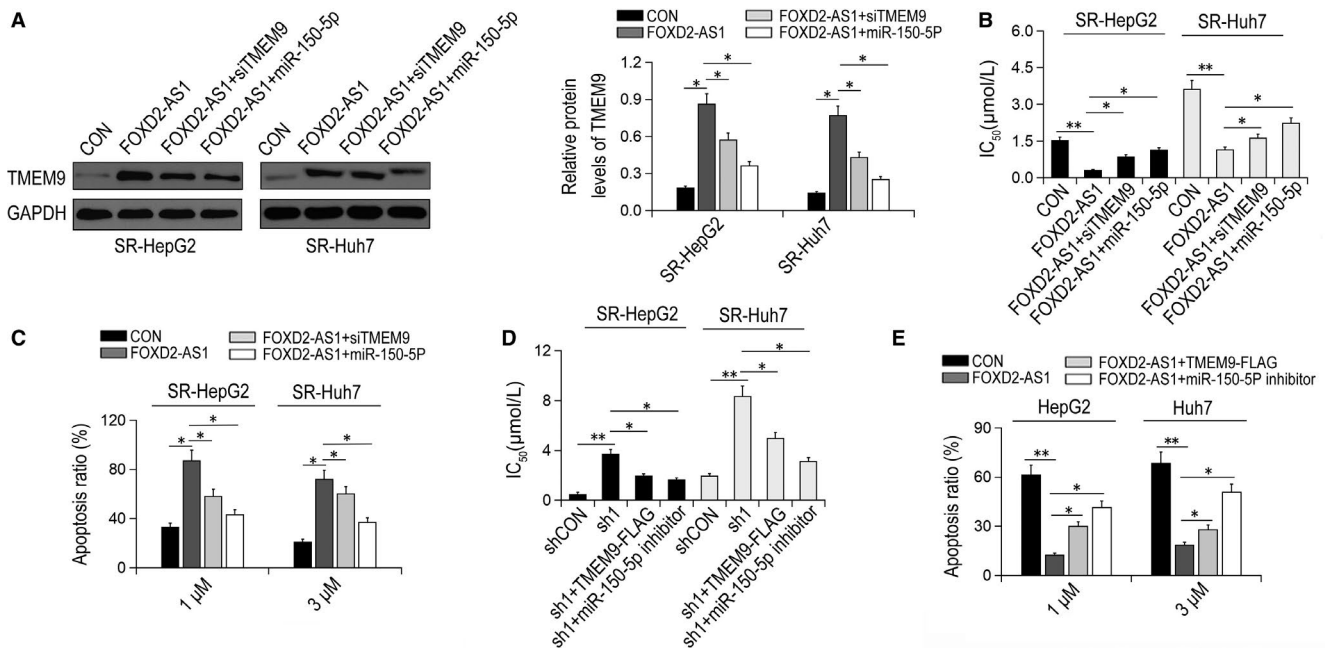 A
CON
FOXD2-AS1
FOXD2-AS1+siTMEM9
FOXD2-AS1+miR-150-5p
CON
FOXD2-AS1
FOXD2-AS1+siTMEM9
FOXD2-AS1+miR-150-5p
TMEM9
GAPDH
SR-HepG2
SR-Huh7
CON
FOXD2-AS1+siTMEM9
FOXD2-AS1
FOXD2-AS1+miR-150-5P
Relative protein
levels of TMEM9
1.2
0.9
0.6
0.3
0.0
* * *
* * *
SR-HepG2
SR-Huh7
B
SR-HepG2
SR-Huh7
IC50(μmol/L)
6.0
4.5
3.0
1.5
0.0
** * *
** * *
CON
FOXD2-AS1
FOXD2-AS1+siTMEM9
FOXD2-AS1+miR-150-5p
CON
FOXD2-AS1
FOXD2-AS1+siTMEM9
FOXD2-AS1+miR-150-5p
C
CON
FOXD2-AS1+siTMEM9
FOXD2-AS1
FOXD2-AS1+miR-150-5P
SR-HepG2
SR-Huh7
Apoptosis ratio (%)
120
80
40
0
* * *
* * *
1 μM
3 μM
D
SR-HepG2
SR-Huh7
IC50(μmol/L)
12
8
4
0
** * *
** * *
shCON
sh1
sh1+TMEM9-FLAG
sh1+miR-150-5p inhibitor
shCON
sh1
sh1+TMEM9-FLAG
sh1+miR-150-5p inhibitor
E
CON
FOXD2-AS1+TMEM9-FLAG
FOXD2-AS1
FOXD2-AS1+miR-150-5P inhibitor
HepG2
Huh7
Apoptosis ratio (%)
90
60
30
0
** * *
** * *
1 μM
3 μM